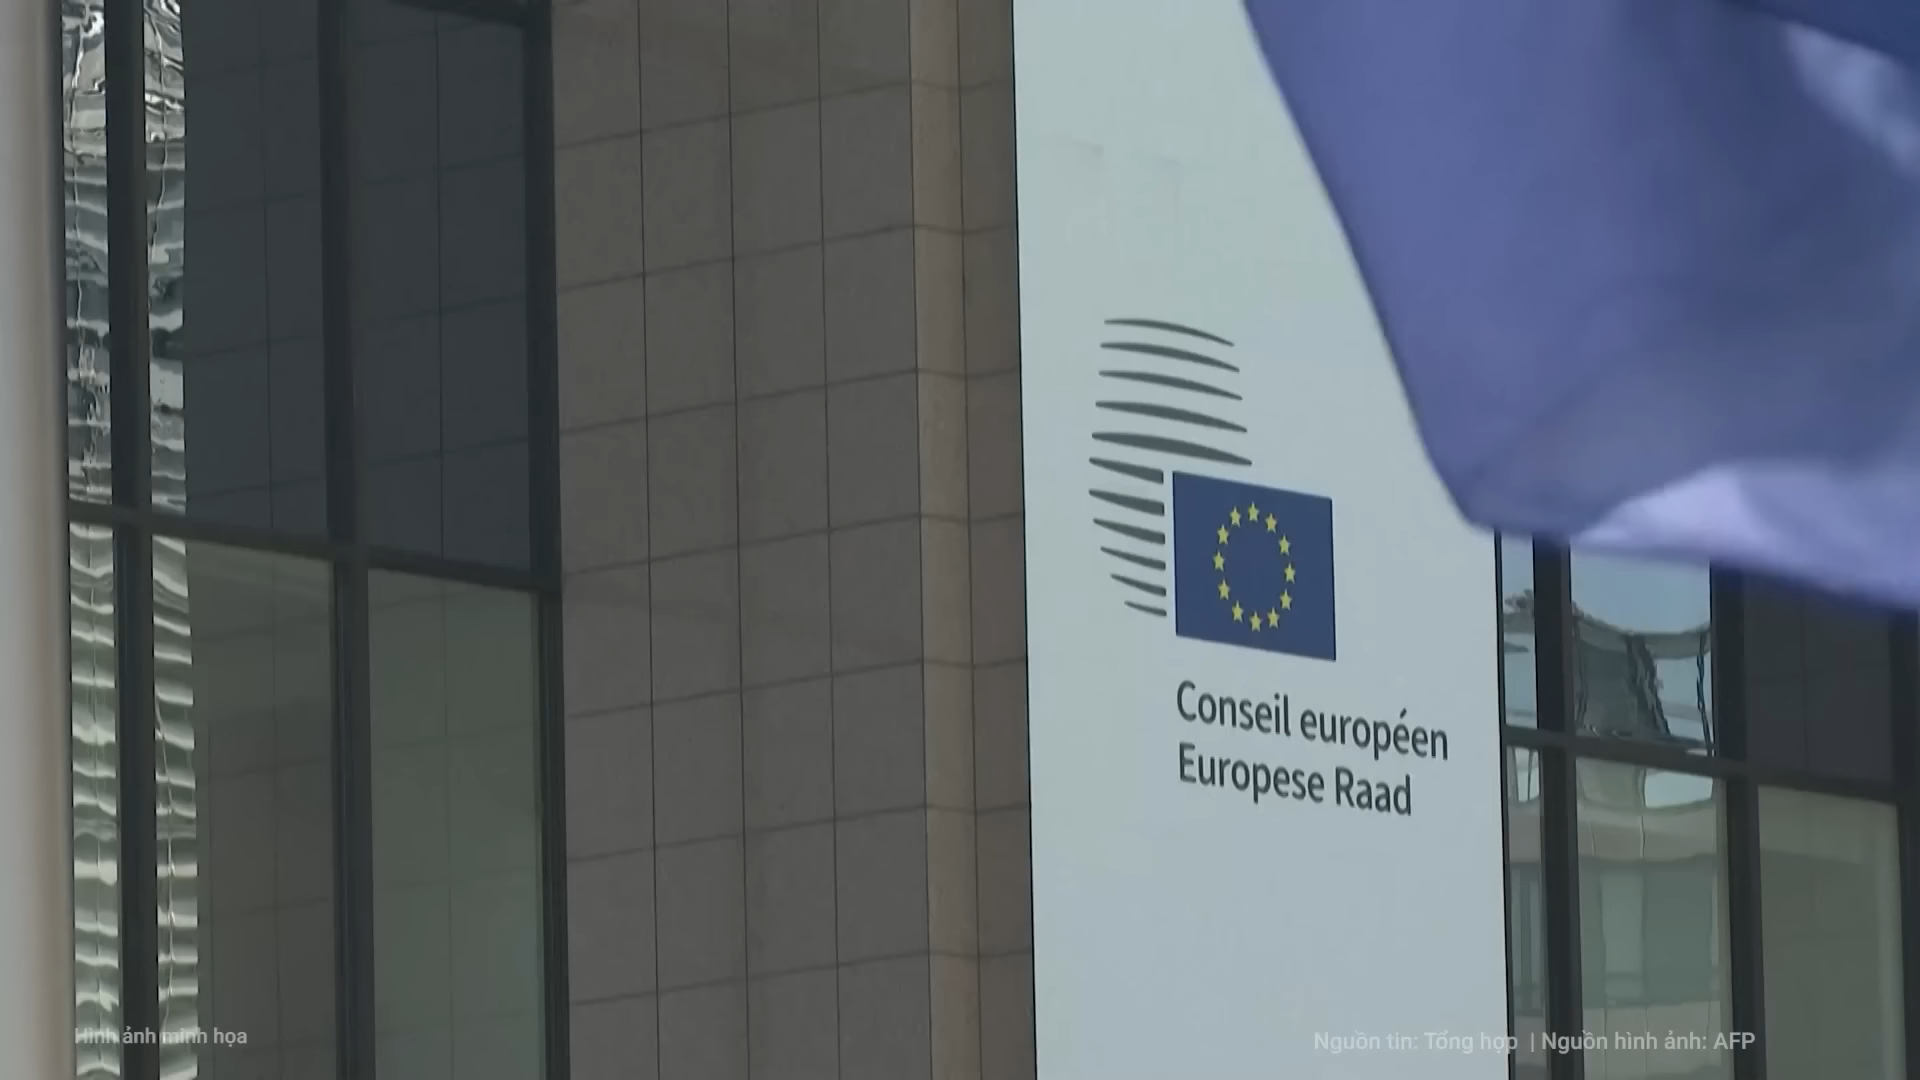 Conseil européen
Europese Raad
Hình ảnh minh họa
Nguồn tin: Tổng hợp | Nguồn hình ảnh: AFP